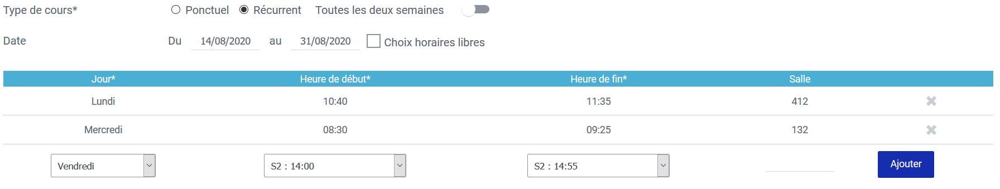 Type de cours* Ponctuel Récurrent Toutes les deux semaines
Date Du 14/08/2020 au 31/08/2020 Choix horaires libres
Jour* Heure de début* Heure de fin* Salle
Lundi 10:40 11:35 412
Mercredi 08:30 09:25 132
Vendredi S2 : 14:00 S2 : 14:55 Ajouter